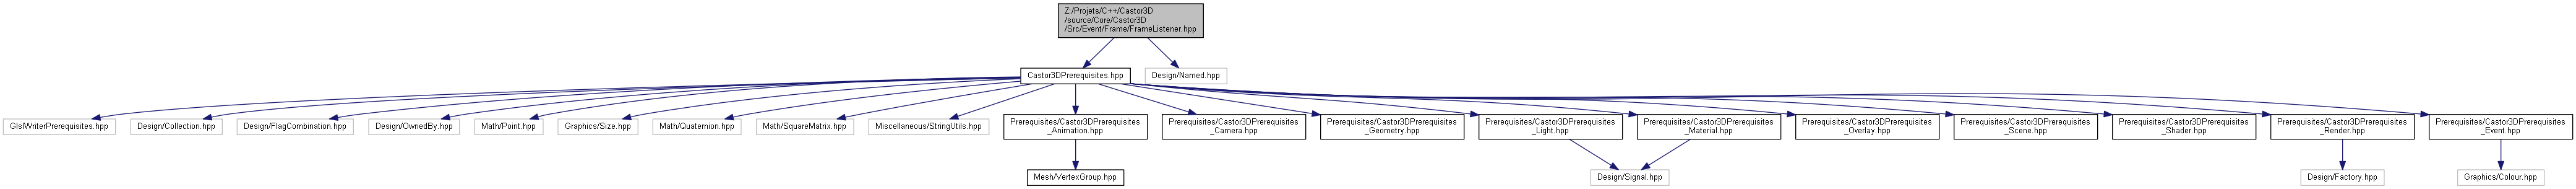 Z:/Projets/C++/Castor3D
/source/Core/Castor3D
/Src/Event/Frame/FrameListener.hpp
Castor3DPrerequisites.hpp
Design/Named.hpp
GlslWriterPrerequisites.hpp
Design/Collection.hpp
Design/FlagCombination.hpp
Design/OwnedBy.hpp
Math/Point.hpp
Graphics/Size.hpp
Math/Quaternion.hpp
Math/SquareMatrix.hpp
Miscellaneous/StringUtils.hpp
Prerequisites/Castor3DPrerequisites
_Animation.hpp
Prerequisites/Castor3DPrerequisites
_Camera.hpp
Prerequisites/Castor3DPrerequisites
_Geometry.hpp
Prerequisites/Castor3DPrerequisites
_Light.hpp
Prerequisites/Castor3DPrerequisites
_Material.hpp
Prerequisites/Castor3DPrerequisites
_Overlay.hpp
Prerequisites/Castor3DPrerequisites
_Scene.hpp
Prerequisites/Castor3DPrerequisites
_Shader.hpp
Prerequisites/Castor3DPrerequisites
_Render.hpp
Prerequisites/Castor3DPrerequisites
_Event.hpp
Mesh/VertexGroup.hpp
Design/Signal.hpp
Design/Factory.hpp
Graphics/Colour.hpp